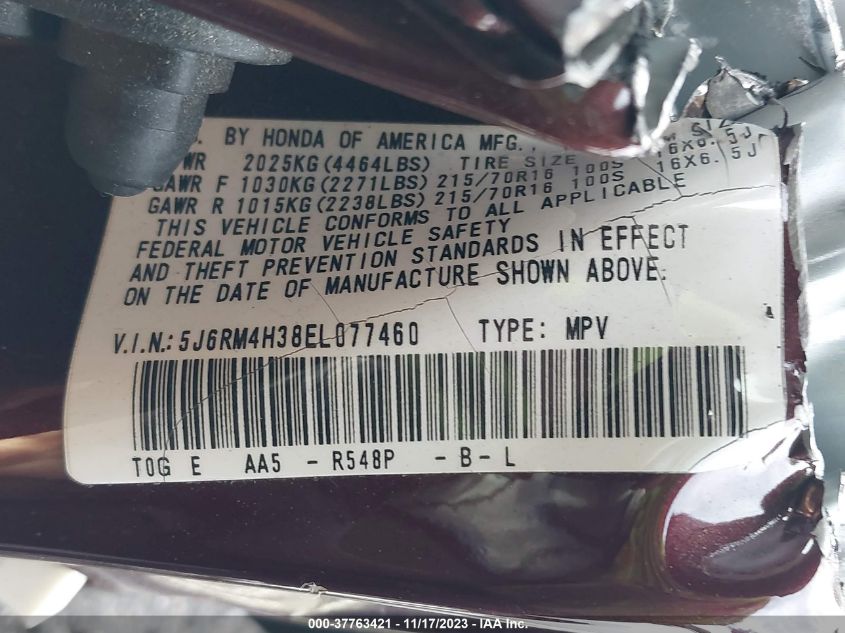 BY HONDA OF AMERICA MFG.,
2025KG(4464LBS) TIRE SIZE SIZE
GAWR F 1030KG(2271LBS) 215/70R16 100S 16X6.5J
GAWR R 1015KG(2238LBS) 215/70R16 100S 16X6.5J
THIS VEHICLE CONFORMS TO ALL APPLICABLE
FEDERAL MOTOR VEHICLE SAFETY
AND THEFT PREVENTION STANDARDS IN EFFECT
ON THE DATE OF MANUFACTURE SHOWN ABOVE.
V.I.N.: 5J6RM4H38EL077460 TYPE: MPV
TOG E AA5 - R548P - B - L
000-37763421 - 11/17/2023 - IAA Inc.